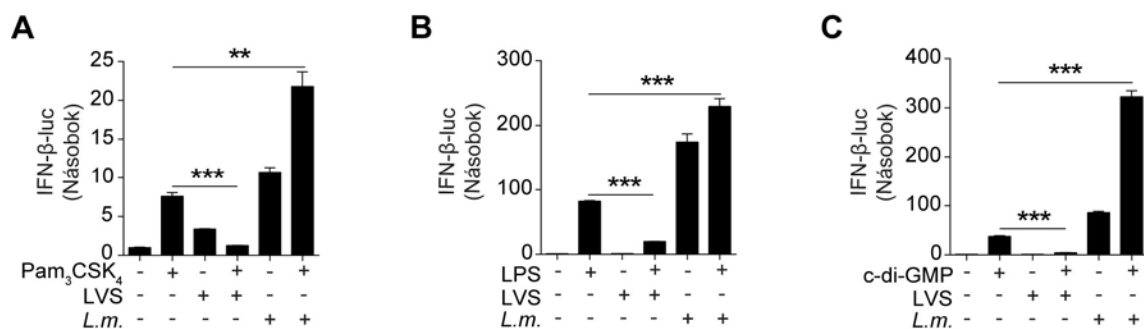 A
IFN-β-luc
(Násobok)
25
20
15
10
5
0
**
***
Pam₃CSK₄ - + - + - +
LVS - - + + - -
L.m. - - - - + +
B
IFN-β-luc
(Násobok)
300
200
100
0
***
***
LPS - + - + - +
LVS - - + + - -
L.m. - - - - + +
C
IFN-β-luc
(Násobok)
400
300
200
100
0
***
***
c-di-GMP - + - + - +
LVS - - + + - -
L.m. - - - - + +